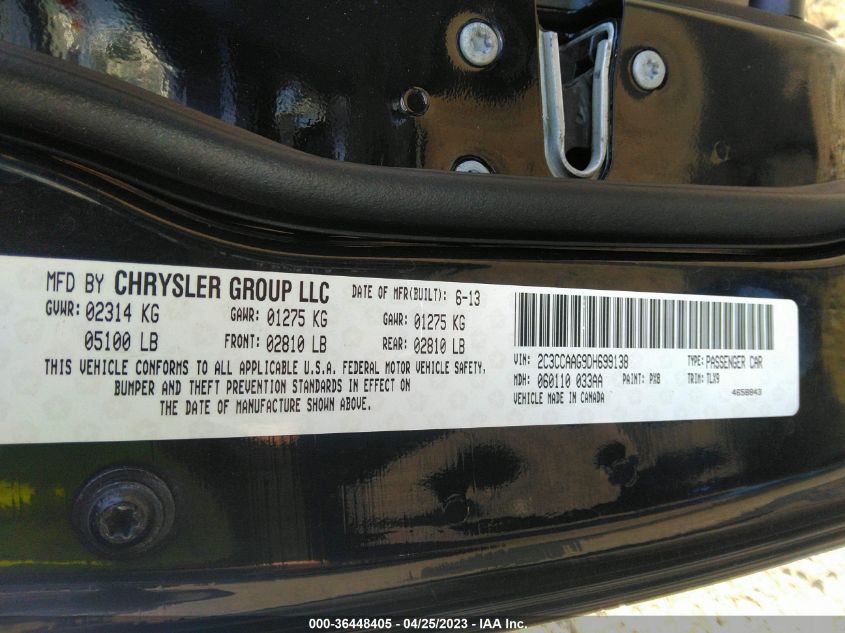 MFD BY CHRYSLER GROUP LLC DATE OF MFR(BUILT): 6-13
GVWR: 02314 KG GAWR: 01275 KG GAWR: 01275 KG
05100 LB FRONT: 02810 LB REAR: 02810 LB
THIS VEHICLE CONFORMS TO ALL APPLICABLE U.S.A. FEDERAL MOTOR VEHICLE SAFETY,
BUMPER AND THEFT PREVENTION STANDARDS IN EFFECT ON
THE DATE OF MANUFACTURE SHOWN ABOVE.
VIN: 2C3CCAAG9DH699138 TYPE: PASSENGER CAR
MDH: 060110 033AA PAINT: PX8 TRIM: TLX9
VEHICLE MADE IN CANADA 4658843
000-36448405 - 04/25/2023 - IAA Inc.